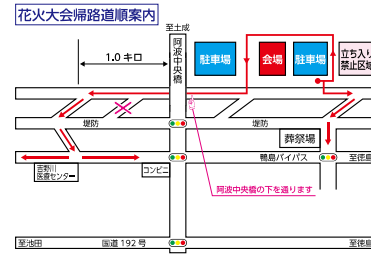 花火大会帰路道順案内
至土成
阿波中央橋
1.0 キロ
駐車場
会場
駐車場
立ち入り
禁止区域
堤防
堤防
葬祭場
鴨島バイパス
至徳島
吉野川
医療センター
コンビニ
阿波中央橋の下を通ります
至池田
国道 192 号
至徳島